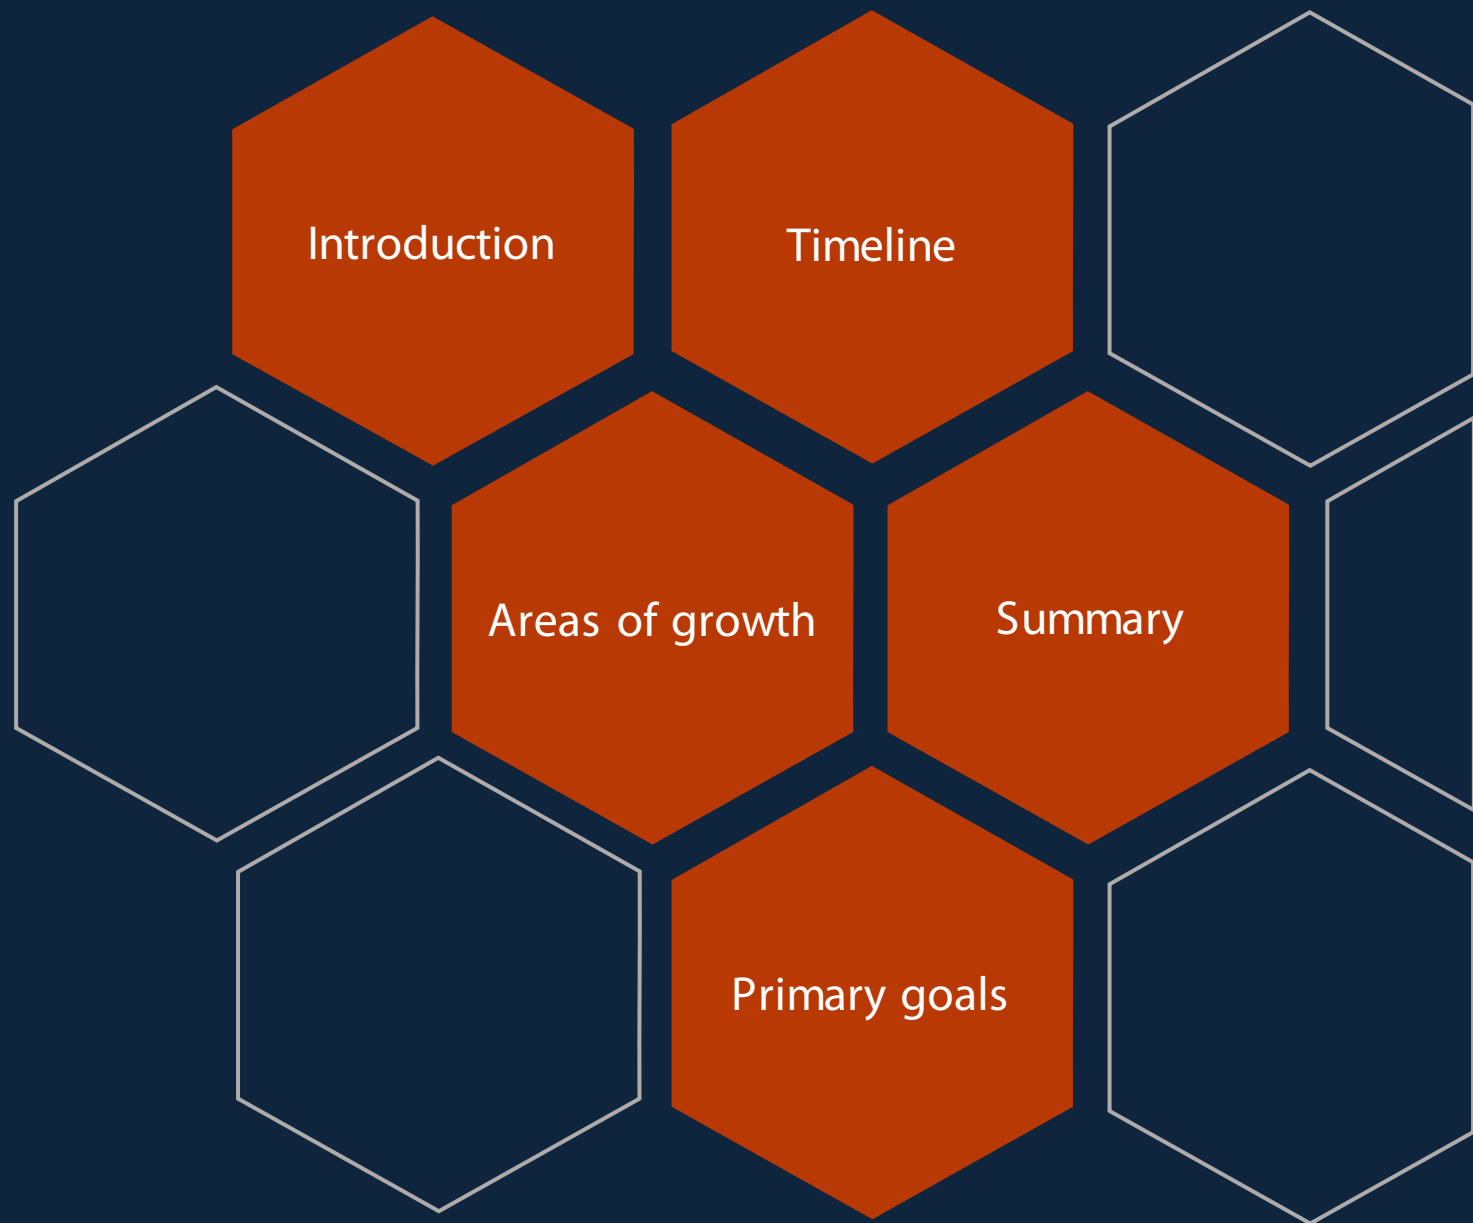 Introduction
Timeline
Areas of growth
Summary
Primary goals